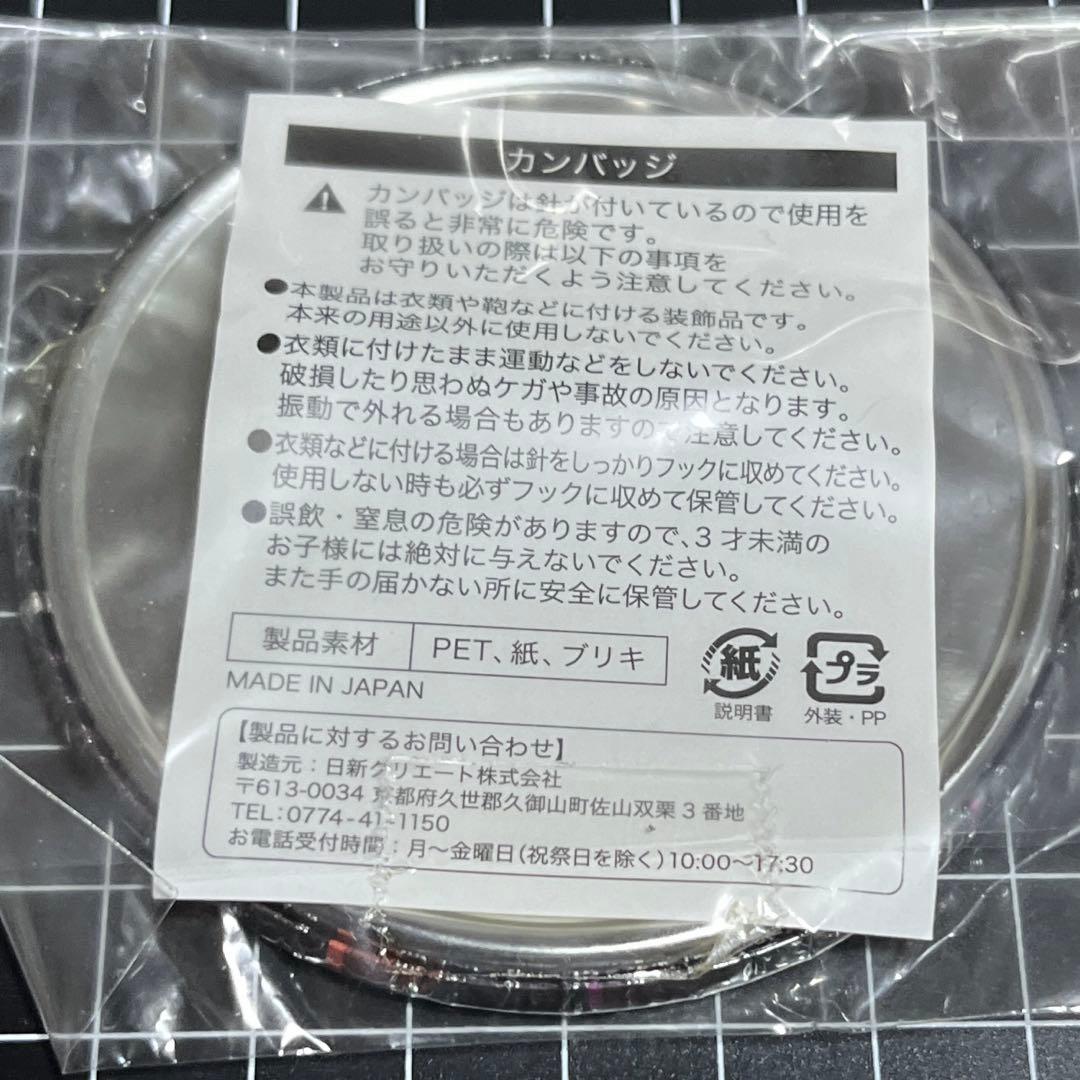 カンバッジ
カンバッジは針が付いているので使用を
誤ると非常に危険です。
取り扱いの際は以下の事項を
お守りいただくよう注意してください。
●本製品は衣類や鞄などに付ける装飾品です。
本来の用途以外に使用しないでください。
●衣類に付けたまま運動などをしないでください。
破損したり思わぬケガや事故の原因となります。
振動で外れる場合もありますので注意してください。
●衣類などに付ける場合は針をしっかりフックに収めてください。
使用しない時も必ずフックに収めて保管してください。
●誤飲・窒息の危険がありますので、3才未満の
お子様には絶対に与えないでください。
また手の届かない所に安全に保管してください。
製品素材 PET、紙、ブリキ
MADE IN JAPAN
紙
説明書
プラ
外装・PP
【製品に対するお問い合わせ】
製造元：日新クリエート株式会社
〒613-0034 京都府久世郡久御山町佐山双栗3番地
TEL：0774-41-1150
お電話受付時間：月〜金曜日（祝祭日を除く）10:00〜17:30